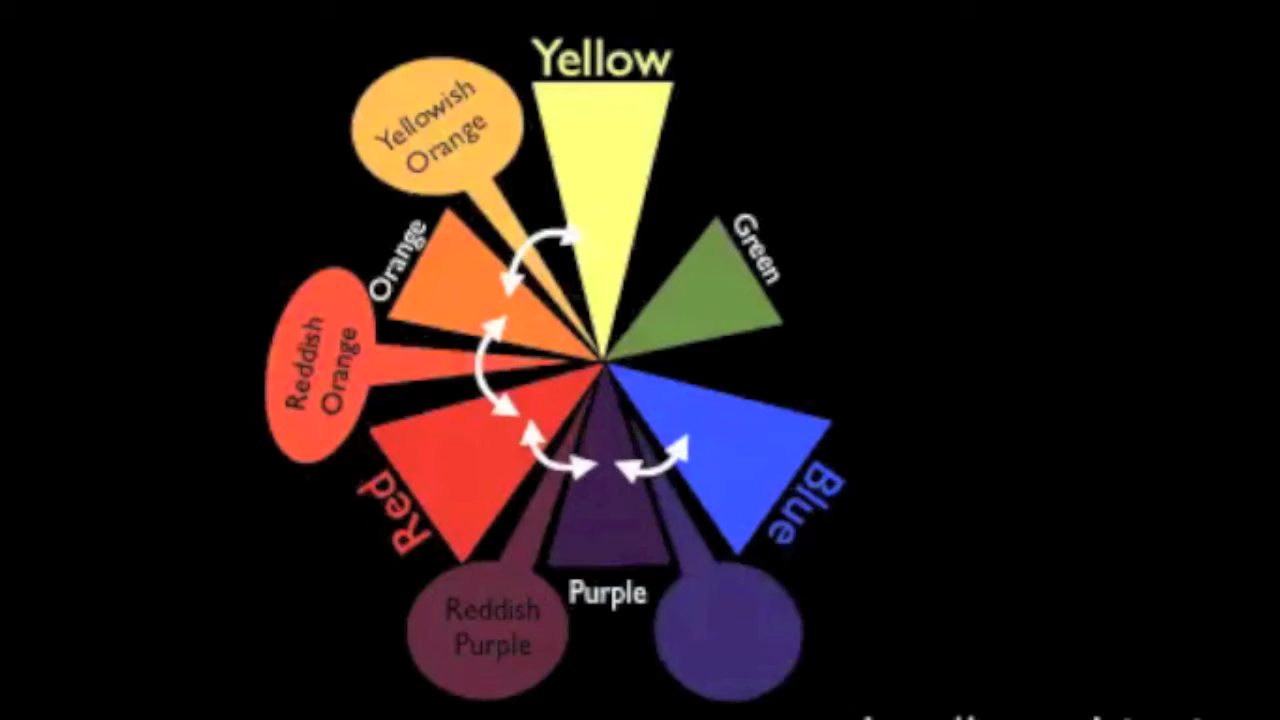 Yellow
Yellowish
Orange
Green
Orange
Reddish
Orange
Red
Blue
Purple
Reddish
Purple